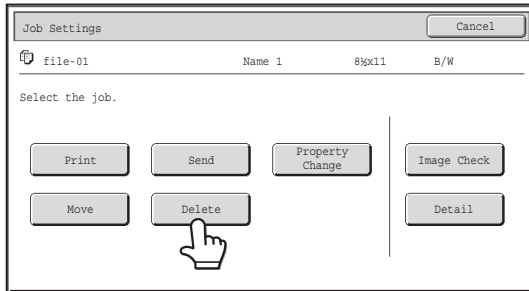 Job Settings
Cancel
file-01 Name 1 8½x11 B/W
Select the job.
Print
Send
Property
Change
Image Check
Move
Delete
Detail